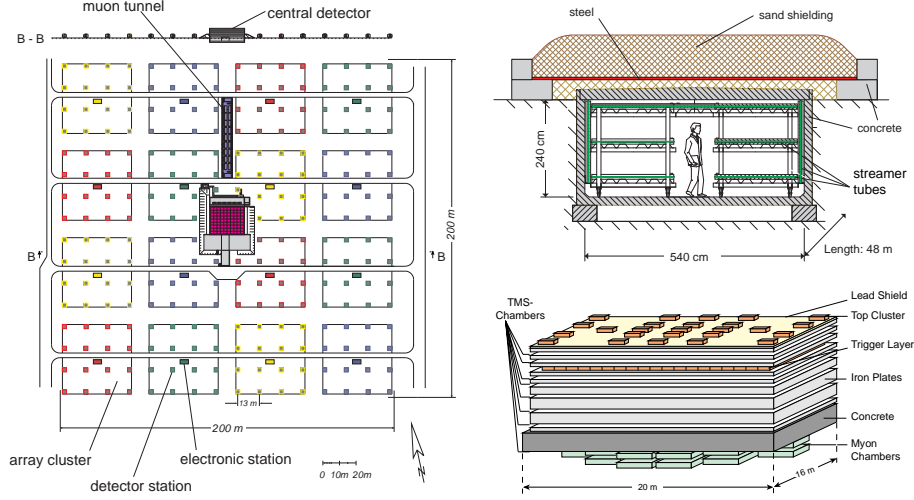 muon tunnel
central detector
B - B
B
B
200 m
13 m
200 m
array cluster
electronic station
detector station
0 10m 20m
steel
sand shielding
concrete
240 cm
streamer
tubes
540 cm
Length: 48 m
TMS-
Chambers
Lead Shield
Top Cluster
Trigger Layer
Iron Plates
Concrete
Myon
Chambers
20 m
16 m